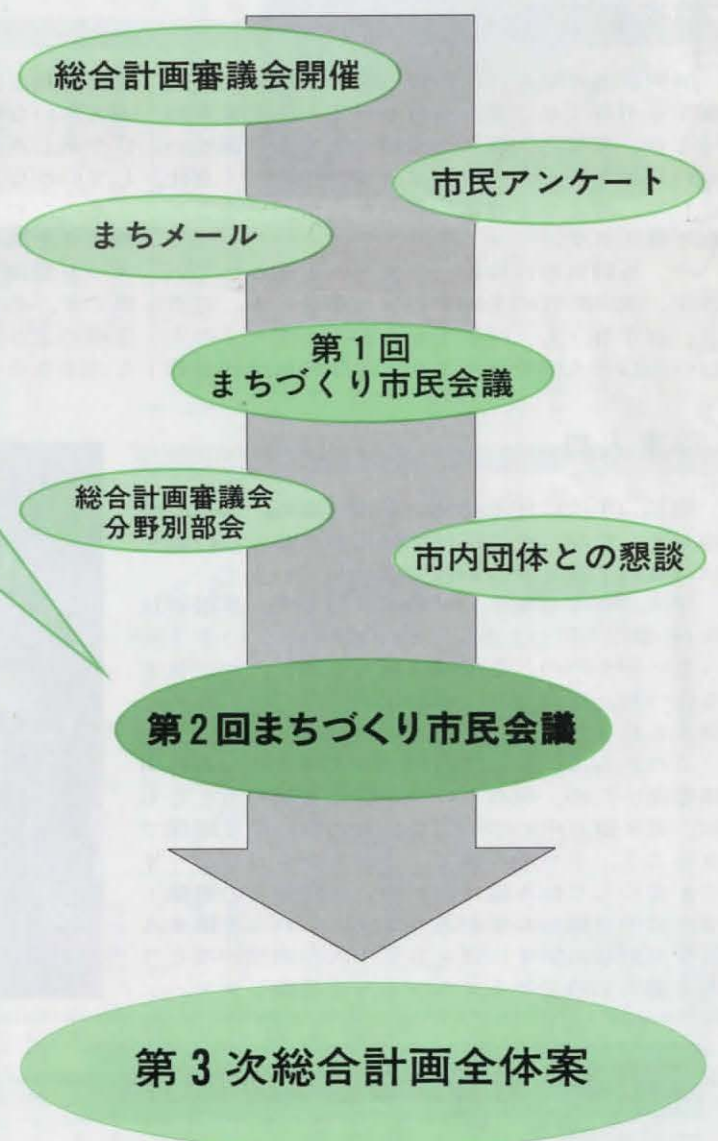 総合計画審議会開催
市民アンケート
まちメール
第1回
まちづくり市民会議
総合計画審議会
分野別部会
市内団体との懇談
第2回まちづくり市民会議
第3次総合計画全体案